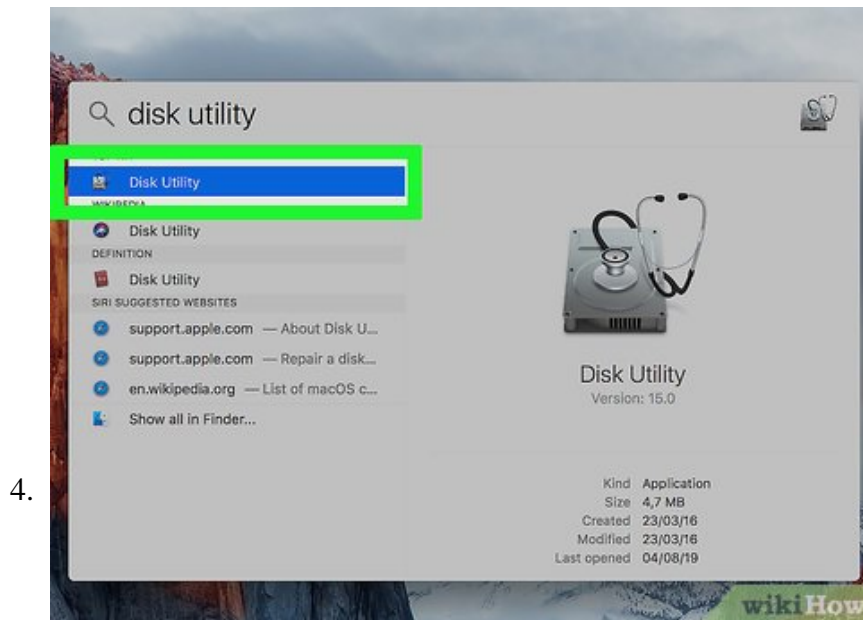 disk utility
Disk Utility
WIKIPEDIA
Disk Utility
DEFINITION
Disk Utility
SIRI SUGGESTED WEBSITES
support.apple.com — About Disk U...
support.apple.com — Repair a disk...
en.wikipedia.org — List of macOS c...
Show all in Finder...
Disk Utility
Version: 15.0
4.
Kind Application
Size 4,7 MB
Created 23/03/16
Modified 23/03/16
Last opened 04/08/19
wikiHow